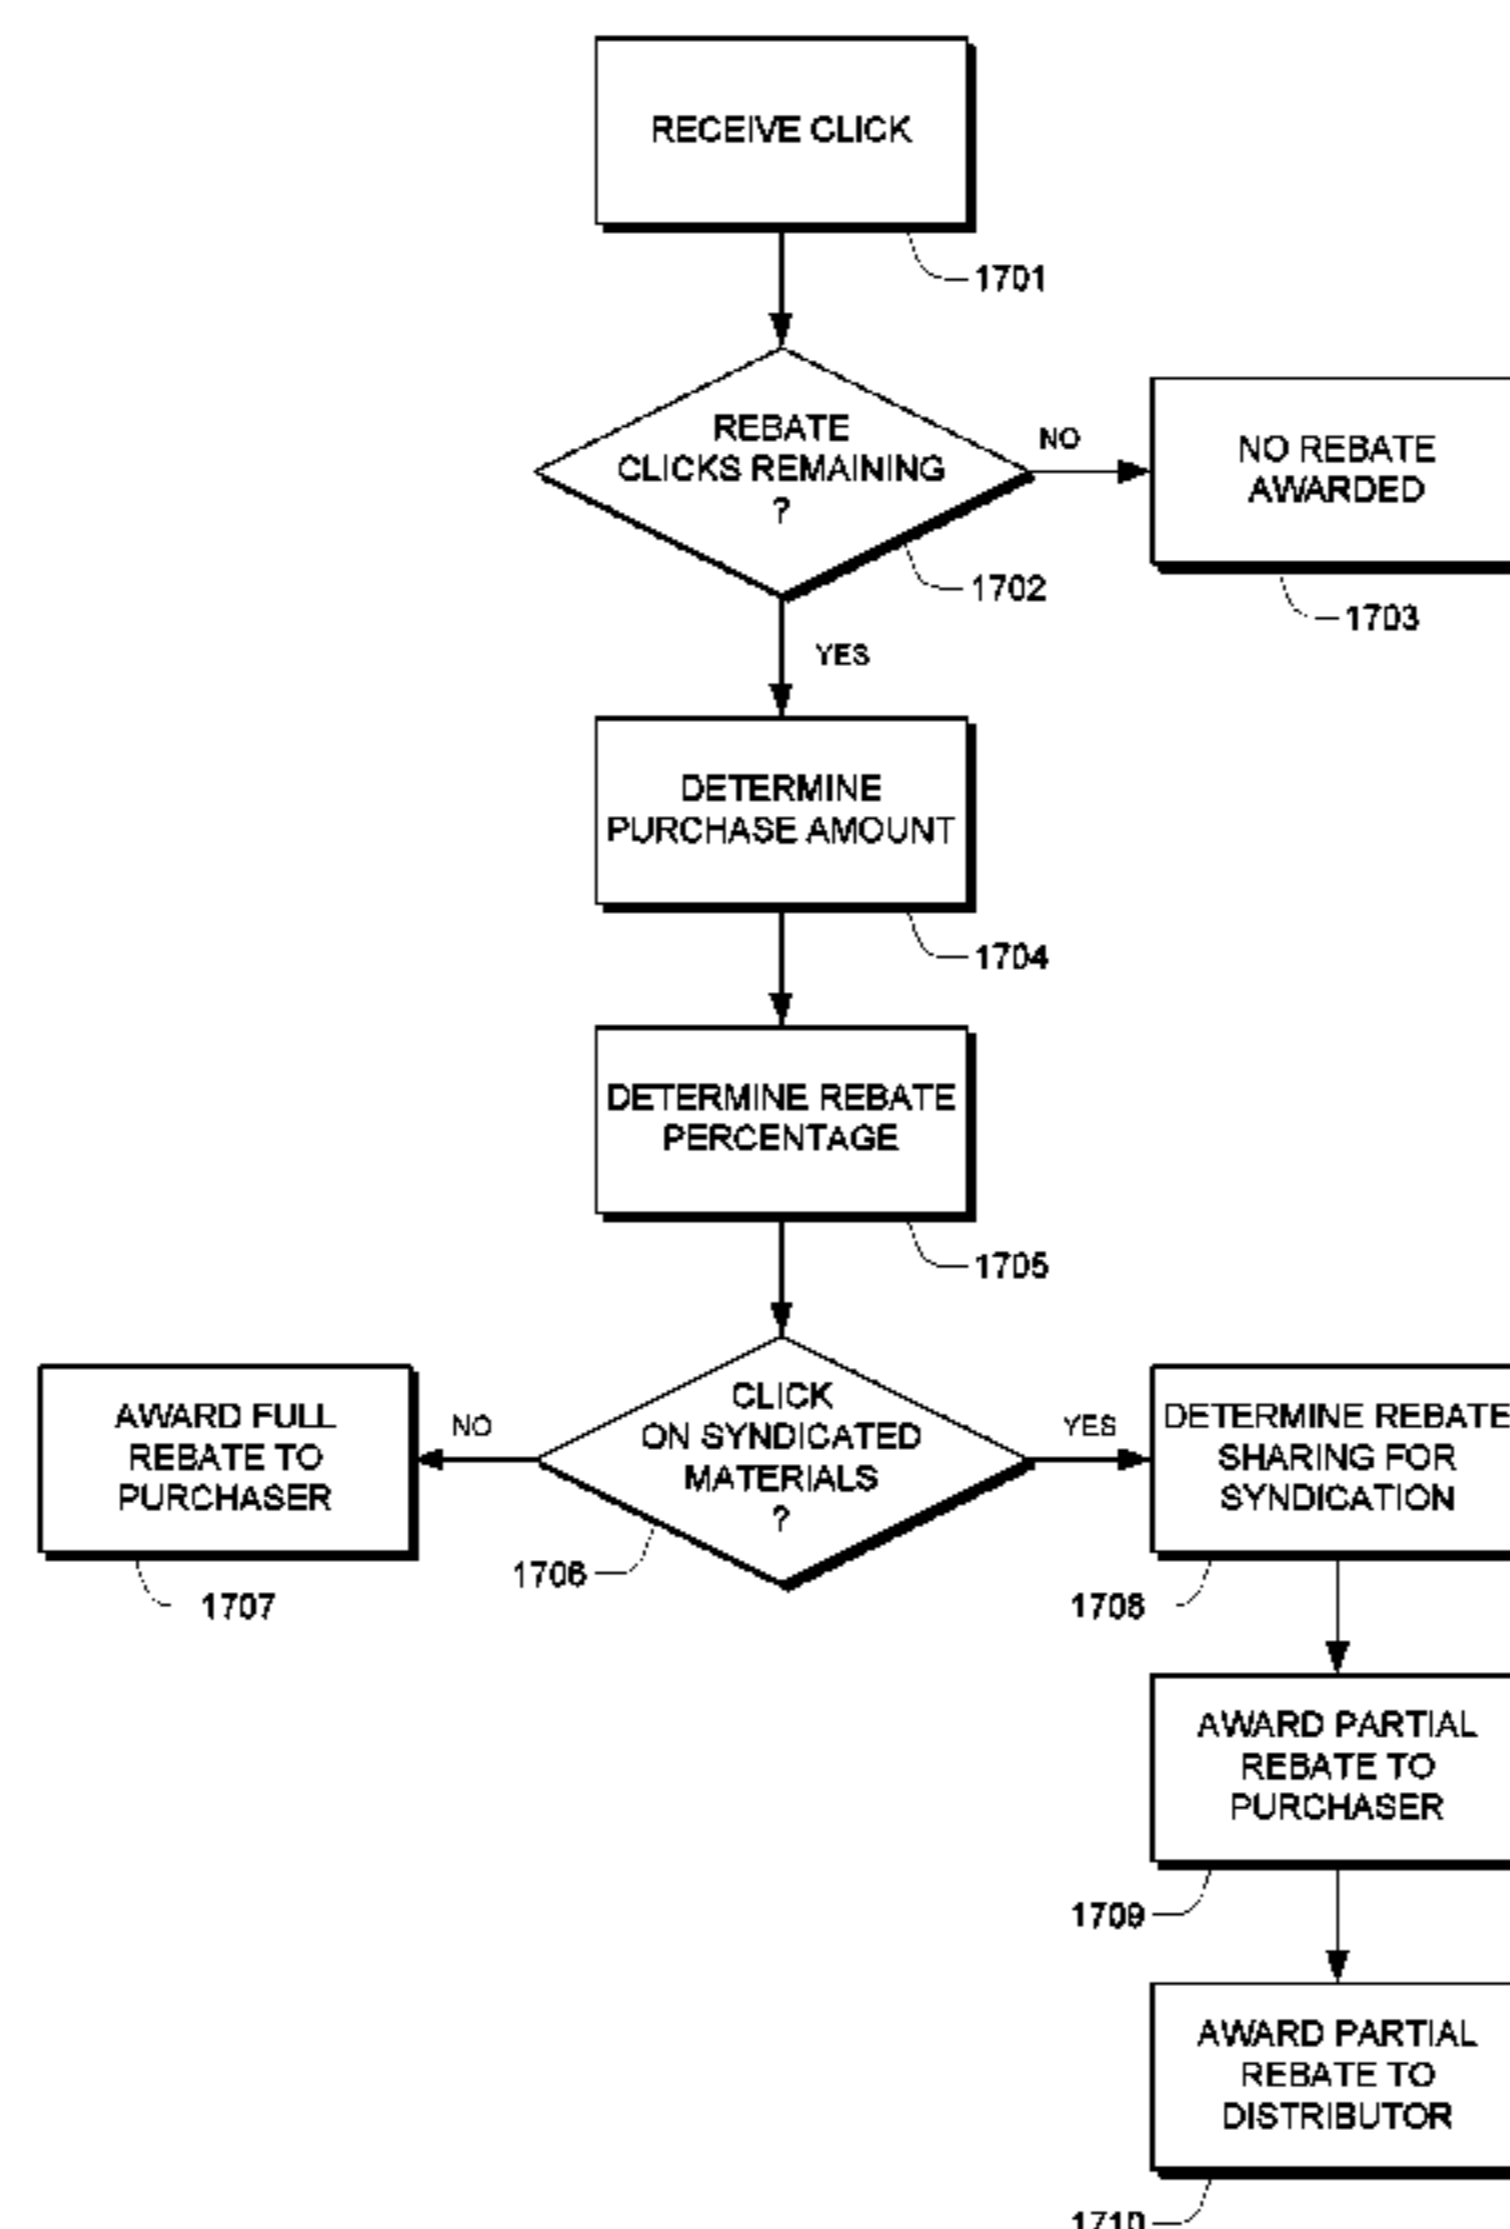 RECEIVE CLICK
1701
REBATE
CLICKS REMAINING
?
NO
1702
NO REBATE
AWARDED
1703
YES
DETERMINE
PURCHASE AMOUNT
1704
DETERMINE REBATE
PERCENTAGE
1705
CLICK
ON SYNDICATED
MATERIALS
?
1706
NO
AWARD FULL
REBATE TO
PURCHASER
1707
YES
DETERMINE REBATE
SHARING FOR
SYNDICATION
1708
AWARD PARTIAL
REBATE TO
PURCHASER
1709
AWARD PARTIAL
REBATE TO
DISTRIBUTOR
1710